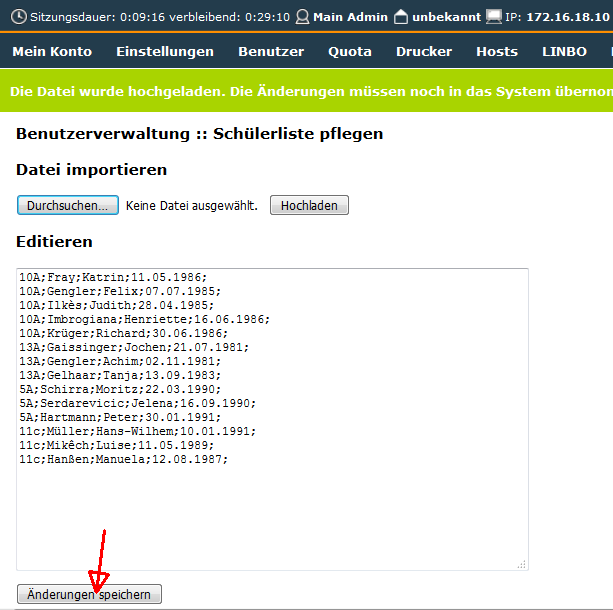 Sitzungsdauer: 0:09:16 verbleibend: 0:29:10 Main Admin unbekannt IP: 172.16.18.10
Mein Konto Einstellungen Benutzer Quota Drucker Hosts LINBO
Die Datei wurde hochgeladen. Die Änderungen müssen noch in das System übernom
Benutzerverwaltung :: Schülerliste pflegen
Datei importieren
Durchsuchen... Keine Datei ausgewählt. Hochladen
Editieren
10A;Fray;Katrin;11.05.1986;
10A;Gengler;Felix;07.07.1985;
10A;Ilkès;Judith;28.04.1985;
10A;Imbrogiana;Henriette;16.06.1986;
10A;Krüger;Richard;30.06.1986;
13A;Gaissinger;Jochen;21.07.1981;
13A;Gengler;Achim;02.11.1981;
13A;Gelhaar;Tanja;13.09.1983;
5A;Schirra;Moritz;22.03.1990;
5A;Serdarevicic;Jelena;16.09.1990;
5A;Hartmann;Peter;30.01.1991;
11c;Müller;Hans-Wilhem;10.01.1991;
11c;Mikêch;Luise;11.05.1989;
11c;Hanßen;Manuela;12.08.1987;
Änderungen speichern